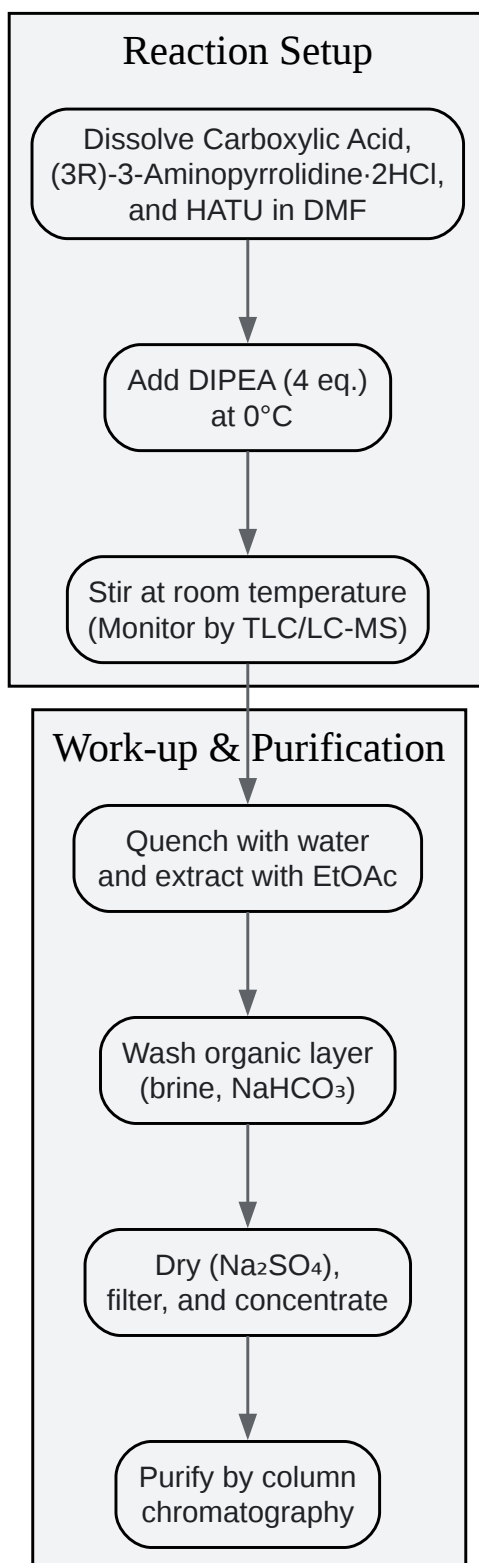 Reaction Setup
Dissolve Carboxylic Acid,
(3R)-3-Aminopyrrolidine·2HCl,
and HATU in DMF
Add DIPEA (4 eq.)
at 0°C
Stir at room temperature
(Monitor by TLC/LC-MS)
Work-up & Purification
Quench with water
and extract with EtOAc
Wash organic layer
(brine, NaHCO₃)
Dry (Na₂SO₄),
filter, and concentrate
Purify by column
chromatography